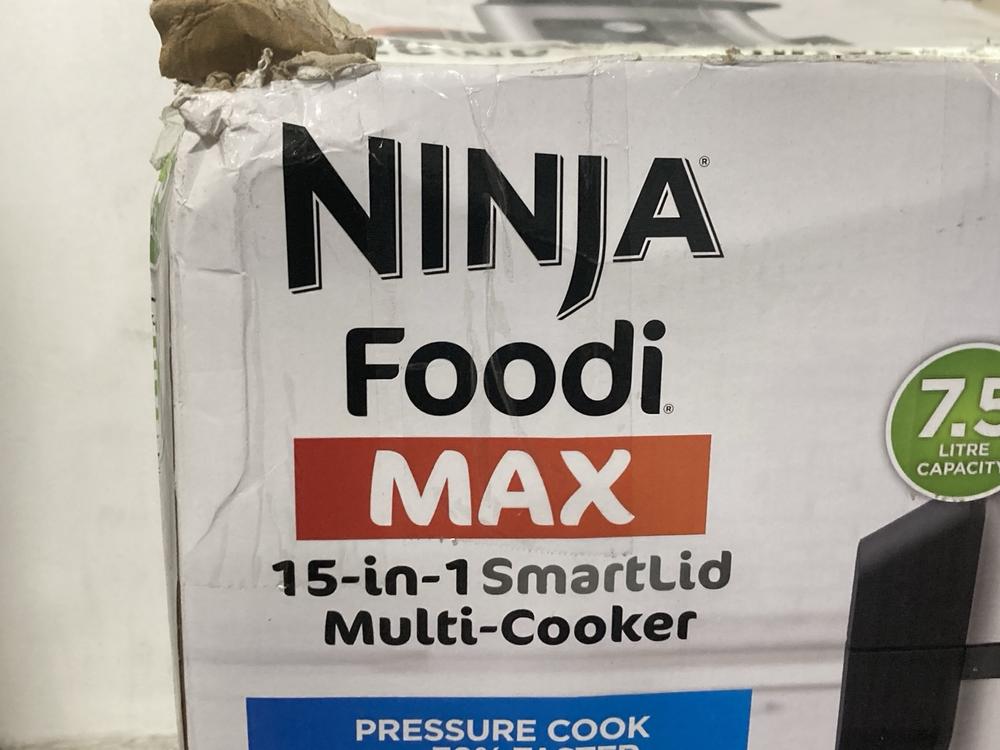 NINJA®
Foodi®
MAX
15-in-1 SmartLid
Multi-Cooker
7.5
LITRE
CAPACITY
PRESSURE COOK